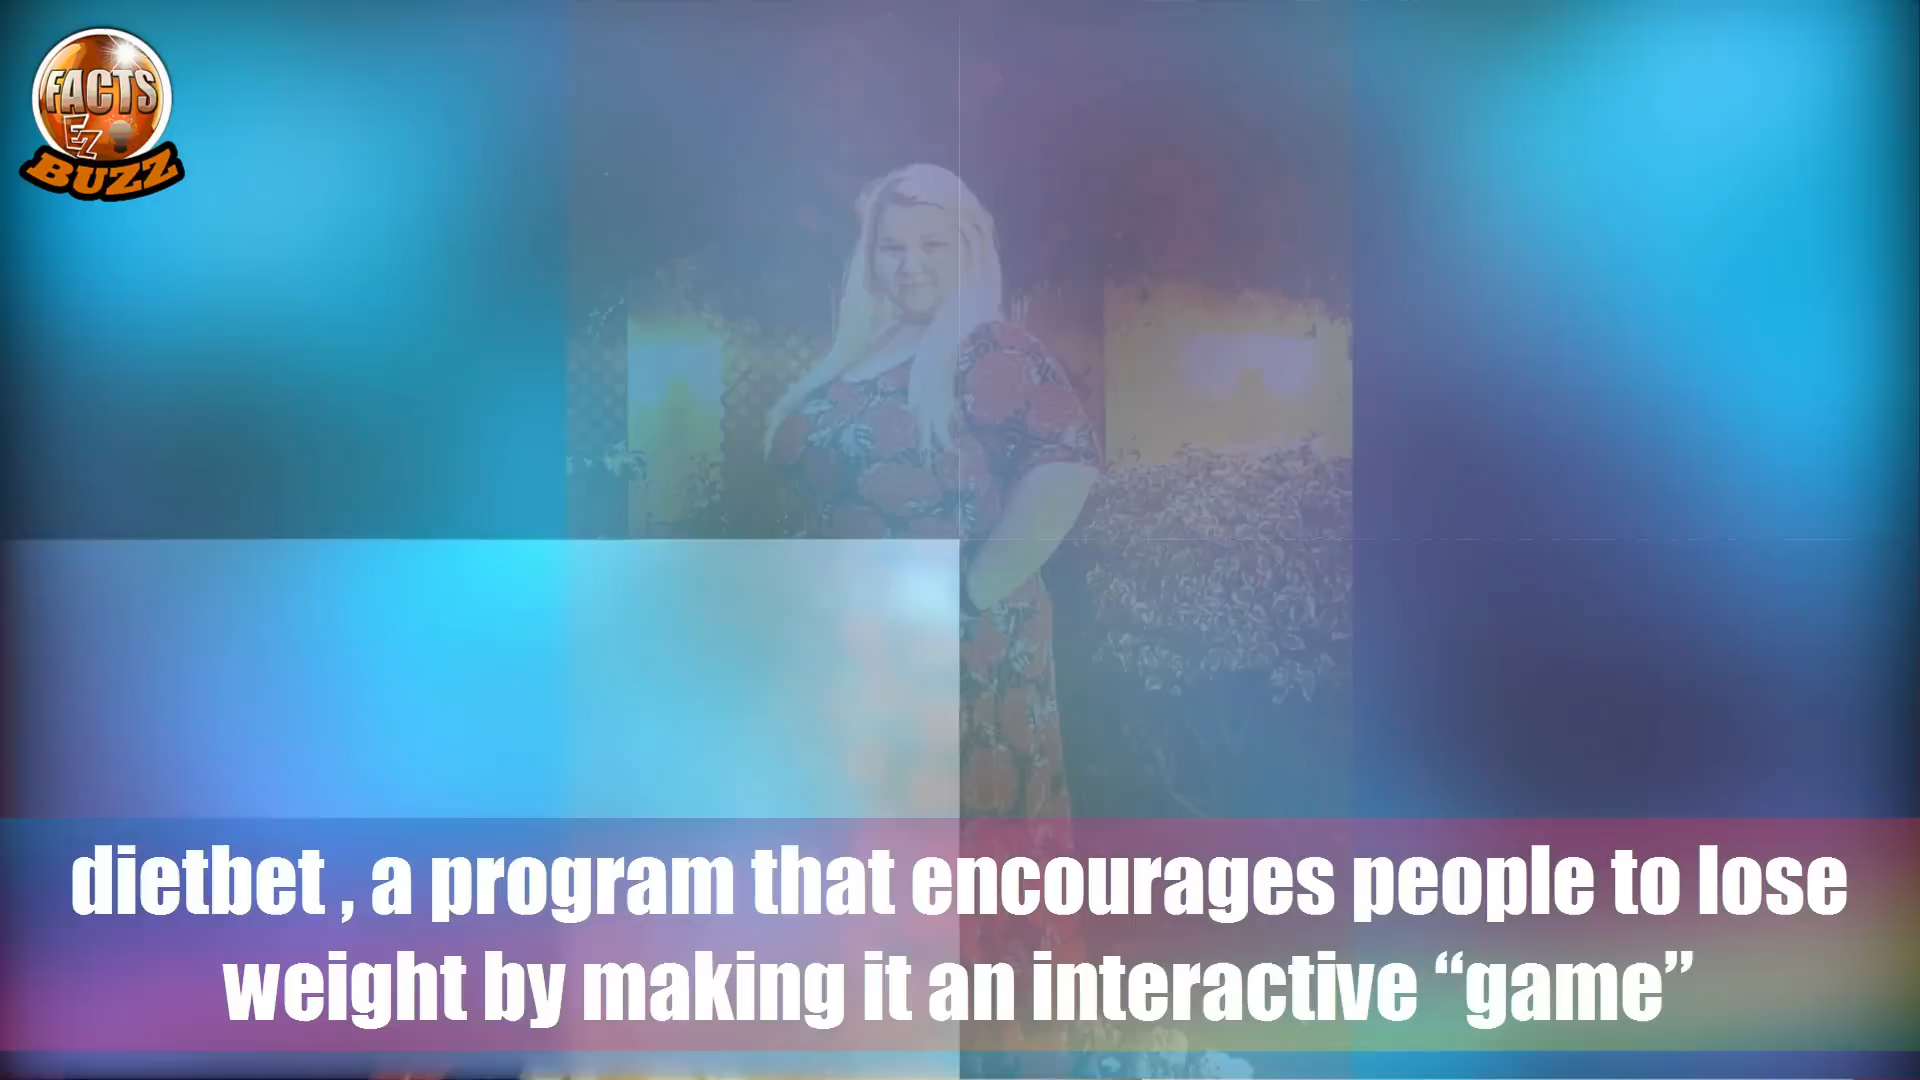 FACTS
EZ
BUZZ
dietbet , a program that encourages people to lose
weight by making it an interactive “game”